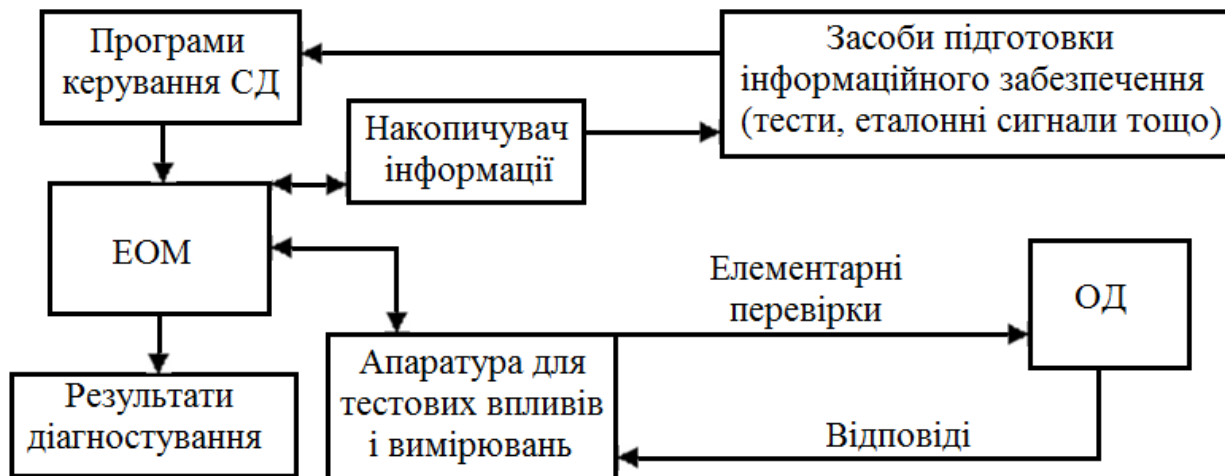 Програми
керування СД
Засоби підготовки
інформаційного забезпечення
(тести, еталонні сигнали тощо)
Накопичувач
інформації
ЕОМ
Елементарні
перевірки
ОД
Апаратура для
тестових впливів
і вимірювань
Результати
діагностування
Відповіді